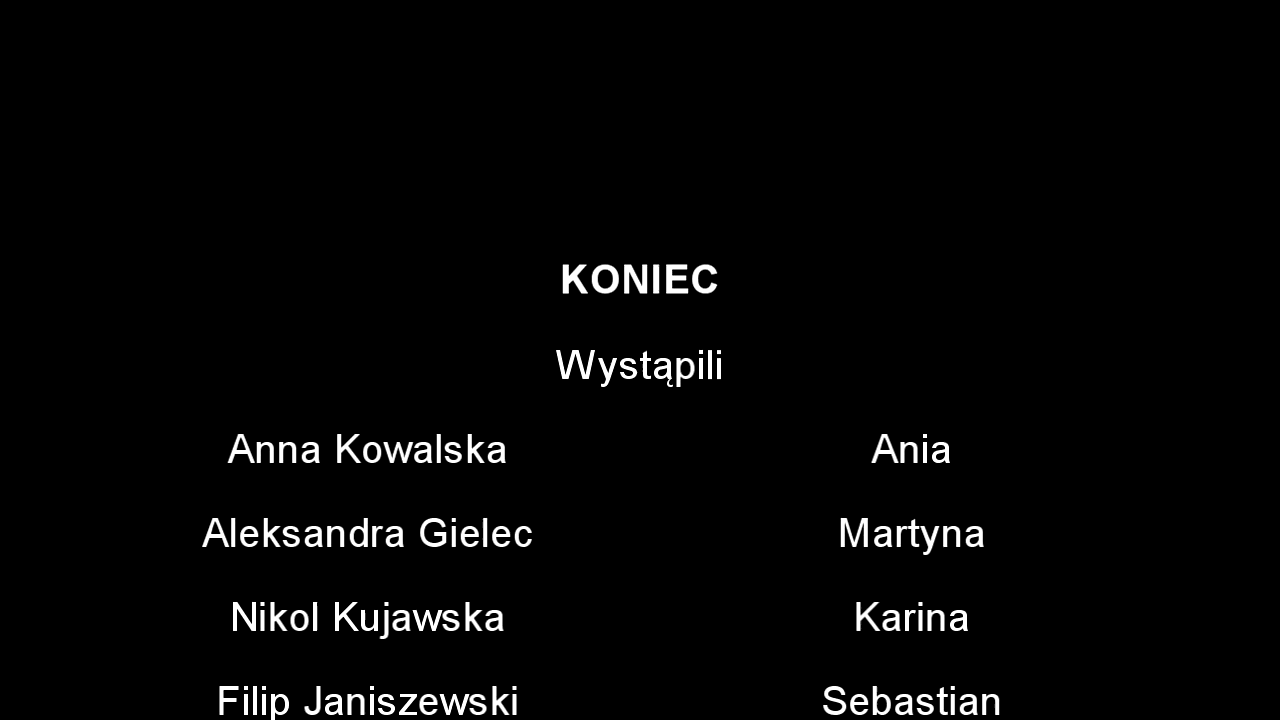 KONIEC
Wystąpili
Anna Kowalska Ania
Aleksandra Gielec Martyna
Nikol Kujawska Karina
Filip Janiszewski Sebastian